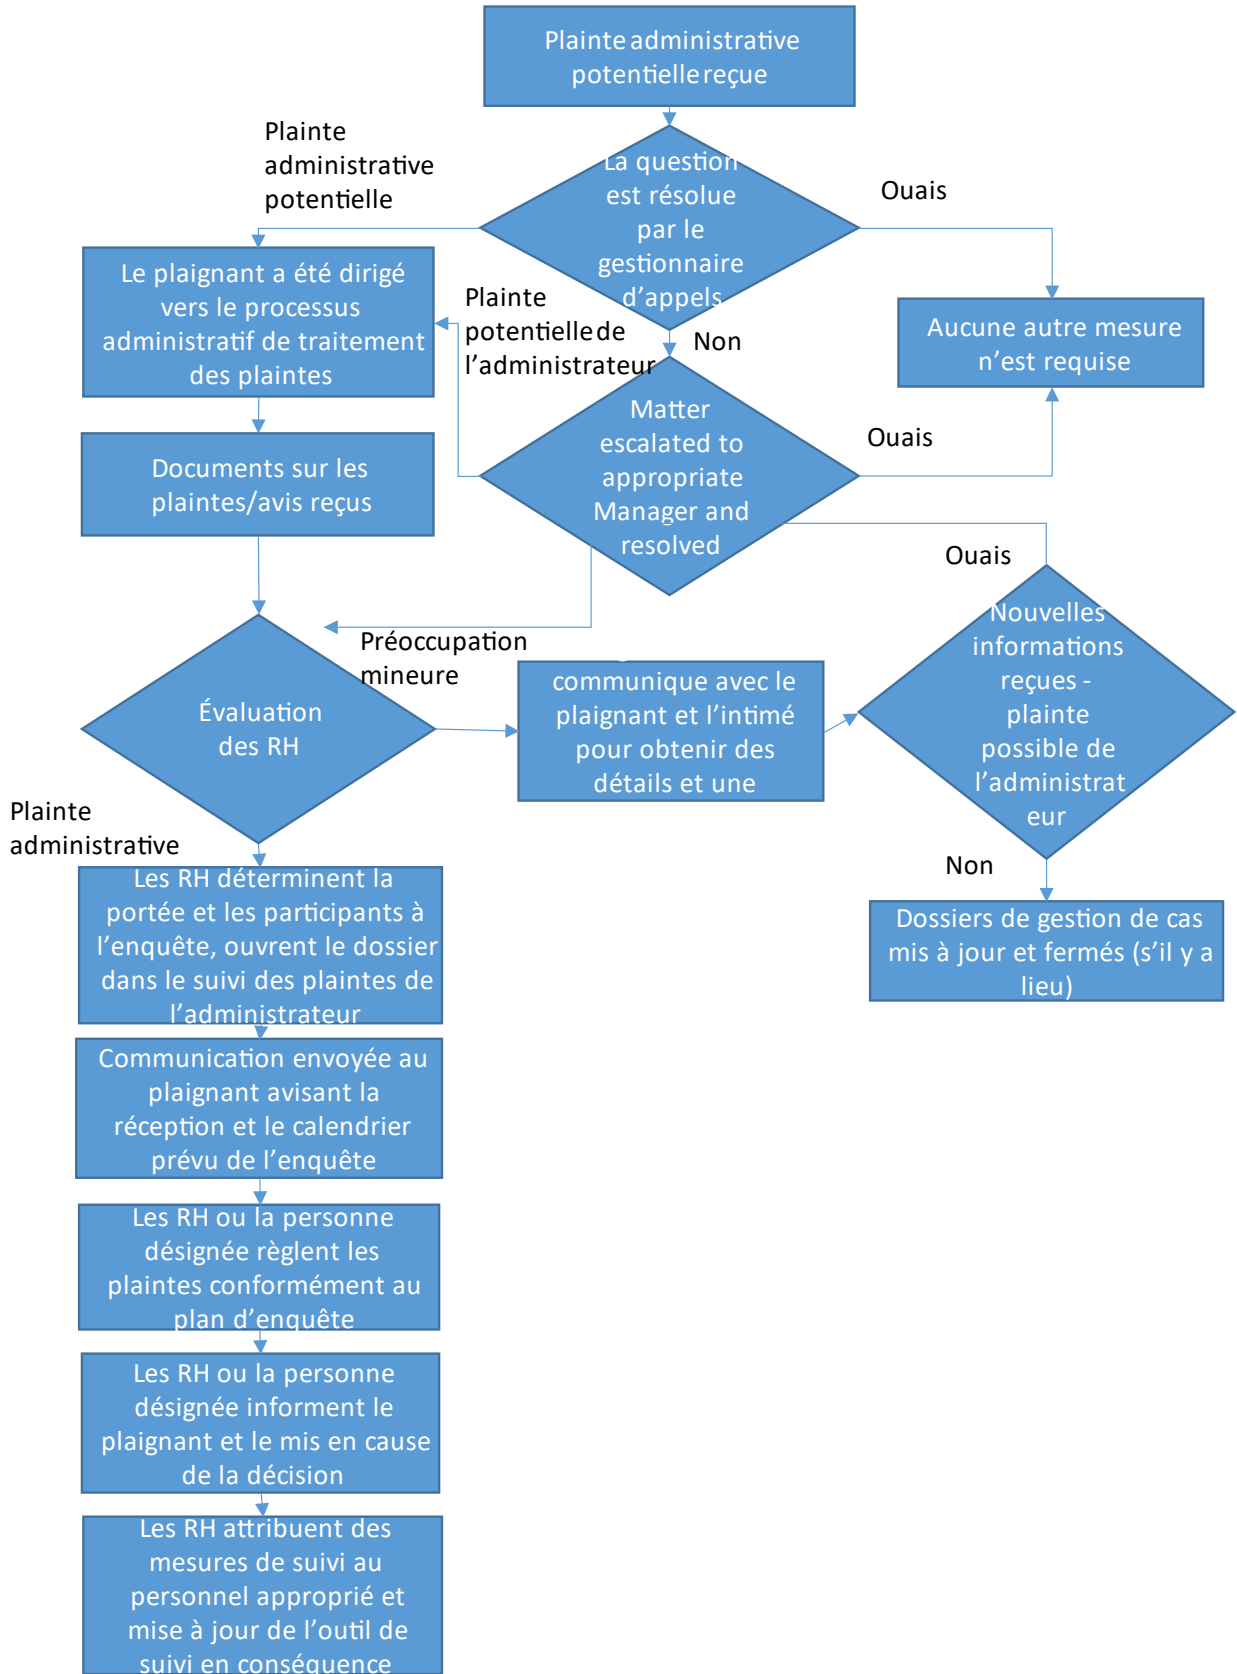 Plainte administrative
potentielle reçue
Plainte
administrative
potentielle
La question
est résolue
par le
gestionnaire
d’appels
Ouais
Le plaignant a été dirigé
vers le processus
administratif de traitement
des plaintes
Plainte
potentielle de
l’administrateur
Non
Aucune autre mesure
n’est requise
Matter
escalated to
appropriate
Manager and
resolved
Ouais
Documents sur les
plaintes/avis reçus
Ouais
Préoccupation
mineure
Nouvelles
informations
reçues -
plainte
possible de
l’administrat
eur
Évaluation
des RH
communique avec le
plaignant et l’intimé
pour obtenir des
détails et une
Plainte
administrative
Non
Les RH déterminent la
portée et les participants à
l’enquête, ouvrent le dossier
dans le suivi des plaintes de
l’administrateur
Dossiers de gestion de cas
mis à jour et fermés (s’il y a
lieu)
Communication envoyée au
plaignant avisant la
réception et le calendrier
prévu de l’enquête
Les RH ou la personne
désignée règlent les
plaintes conformément au
plan d’enquête
Les RH ou la personne
désignée informent le
plaignant et le mis en cause
de la décision
Les RH attribuent des
mesures de suivi au
personnel approprié et
mise à jour de l’outil de
suivi en conséquence